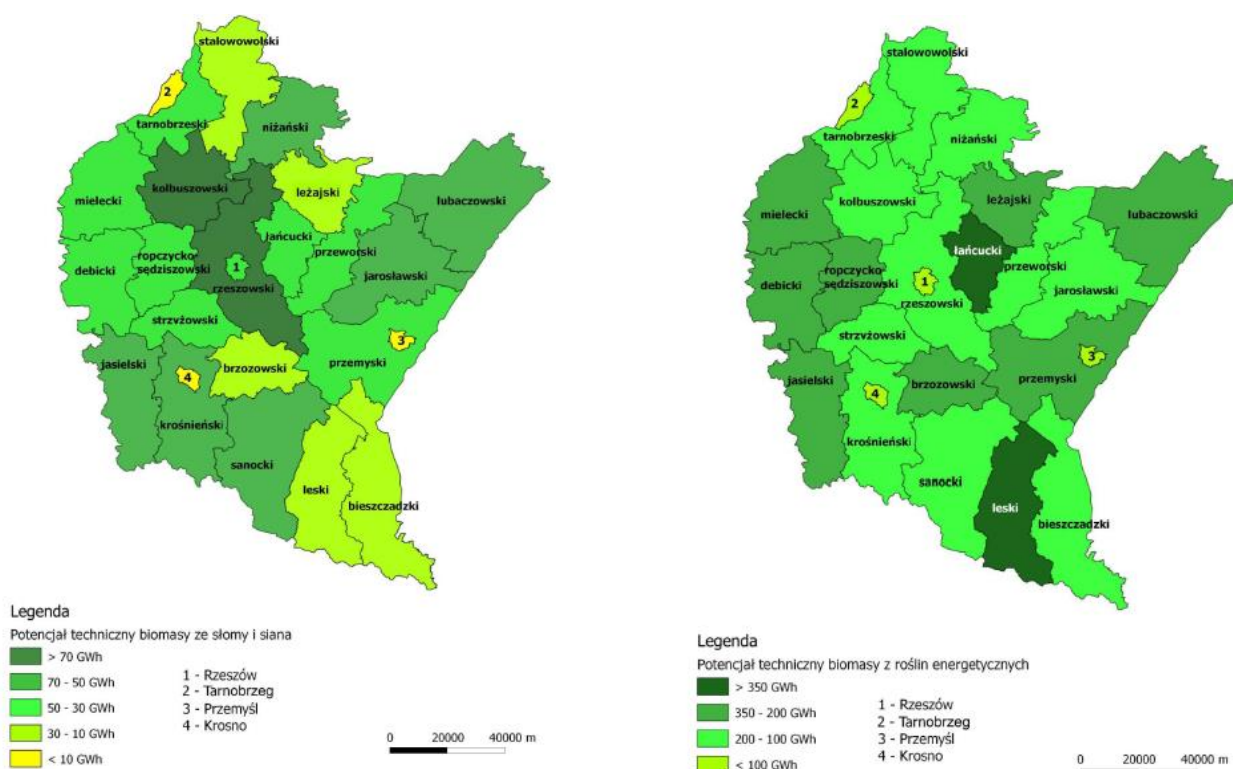 stalowowolski
2
tarnobrzeski
niżański
kolbuszowski
leżajski
mielecki
lubaczowski
łańcucki
ropczycko
sędziszowski
przeworski
debicki
1
jarosławski
rzeszowski
strzyżowski
3
przemyski
jasielski
brzozowski
4
krośnieński
sanocki
leski
bieszczadzki
Legenda
Potencjał techniczny biomasy ze słomy i siana
> 70 GWh
70 - 50 GWh
50 - 30 GWh
30 - 10 GWh
< 10 GWh
1 - Rzeszów
2 - Tarnobrzeg
3 - Przemyśl
4 - Krosno
0 20000 40000 m
stalowowolski
2
tarnobrzeski
niżański
kolbuszowski
leżajski
mielecki
lubaczowski
łańcucki
ropczycko
sędziszowski
przeworski
debicki
1
jarosławski
rzeszowski
strzyżowski
3
przemyski
jasielski
brzozowski
4
krośnieński
sanocki
leski
bieszczadzki
Legenda
Potencjał techniczny biomasy z roślin energetycznych
> 350 GWh
350 - 200 GWh
200 - 100 GWh
< 100 GWh
1 - Rzeszów
2 - Tarnobrzeg
3 - Przemyśl
4 - Krosno
0 20000 40000 m